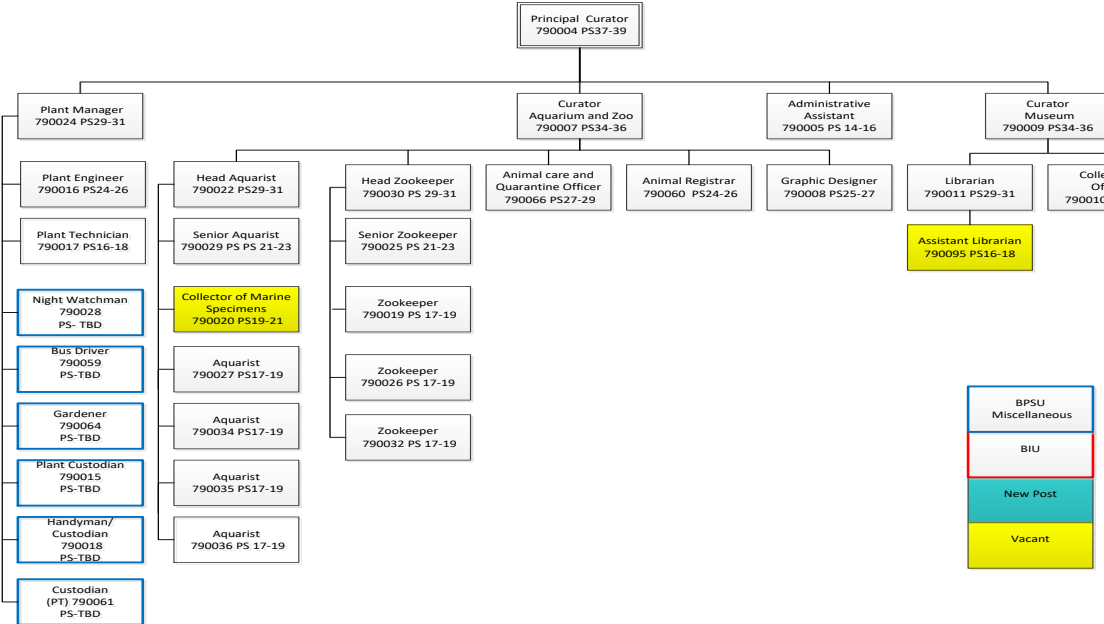 Principal Curator
790004 PS37-39
Plant Manager
790024 PS29-31
Curator
Aquarium and Zoo
790007 PS34-36
Administrative
Assistant
790005 PS 14-16
Curator
Museum
790009 PS34-36
Plant Engineer
790016 PS24-26
Head Aquarist
790022 PS29-31
Head Zookeeper
790030 PS 29-31
Animal care and
Quarantine Officer
790066 PS27-29
Animal Registrar
790060 PS24-26
Graphic Designer
790008 PS25-27
Librarian
790011 PS29-31
790010
Plant Technician
790017 PS16-18
Senior Aquarist
790029 PS PS 21-23
Senior Zookeeper
790025 PS 21-23
Assistant Librarian
790095 PS16-18
Night Watchman
790028
PS- TBD
Collector of Marine
Specimens
790020 PS19-21
Zookeeper
790019 PS 17-19
Bus Driver
790059
PS-TBD
Aquarist
790027 PS17-19
Zookeeper
790026 PS 17-19
Gardener
790064
PS-TBD
Aquarist
790034 PS17-19
Zookeeper
790032 PS 17-19
Plant Custodian
790015
PS-TBD
Aquarist
790035 PS17-19
Handyman/
Custodian
790018
PS-TBD
Aquarist
790036 PS 17-19
Custodian
(PT) 790061
PS-TBD
BPSU
Miscellaneous
BIU
New Post
Vacant